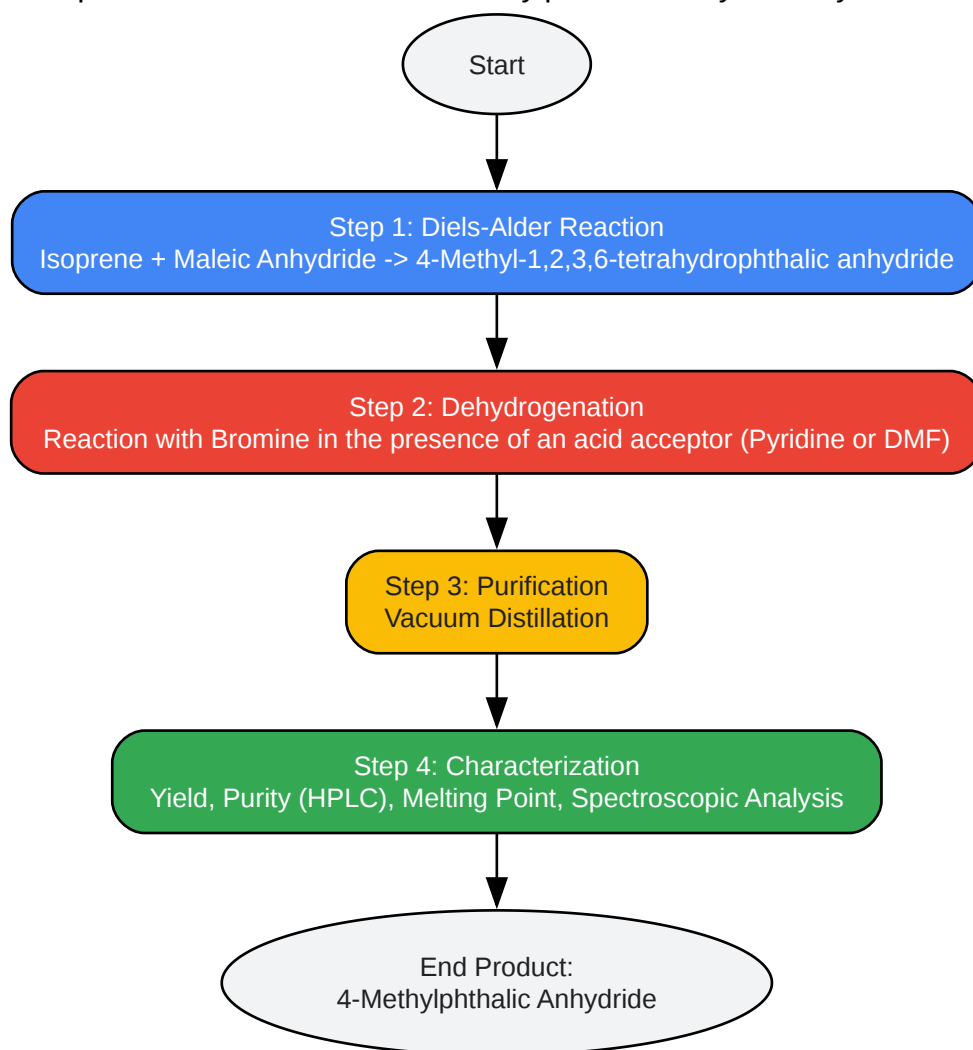 Start
Step 1: Diels-Alder Reaction
Isoprene + Maleic Anhydride -> 4-Methyl-1,2,3,6-tetrahydrophthalic anhydride
Step 2: Dehydrogenation
Reaction with Bromine in the presence of an acid acceptor (Pyridine or DMF)
Step 3: Purification
Vacuum Distillation
Step 4: Characterization
Yield, Purity (HPLC), Melting Point, Spectroscopic Analysis
End Product:
4-Methylphthalic Anhydride